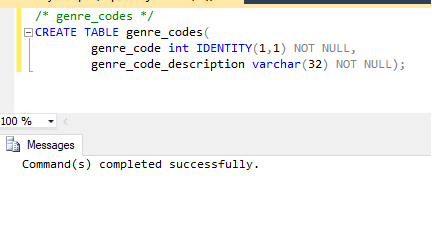 /* genre_codes */
CREATE TABLE genre_codes(
genre_code int IDENTITY(1,1) NOT NULL,
genre_code_description varchar(32) NOT NULL);
100 %
Messages
Command(s) completed successfully.